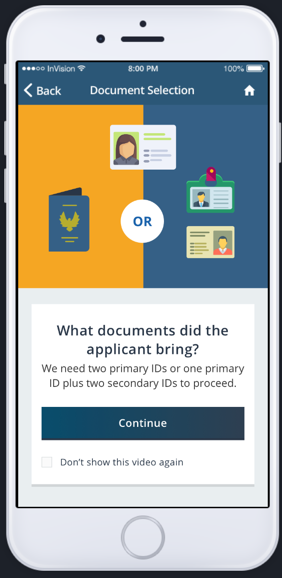 InVision 8:00 PM 100%
Back Document Selection
OR
What documents did the
applicant bring?
We need two primary IDs or one primary
ID plus two secondary IDs to proceed.
Continue
Don't show this video again